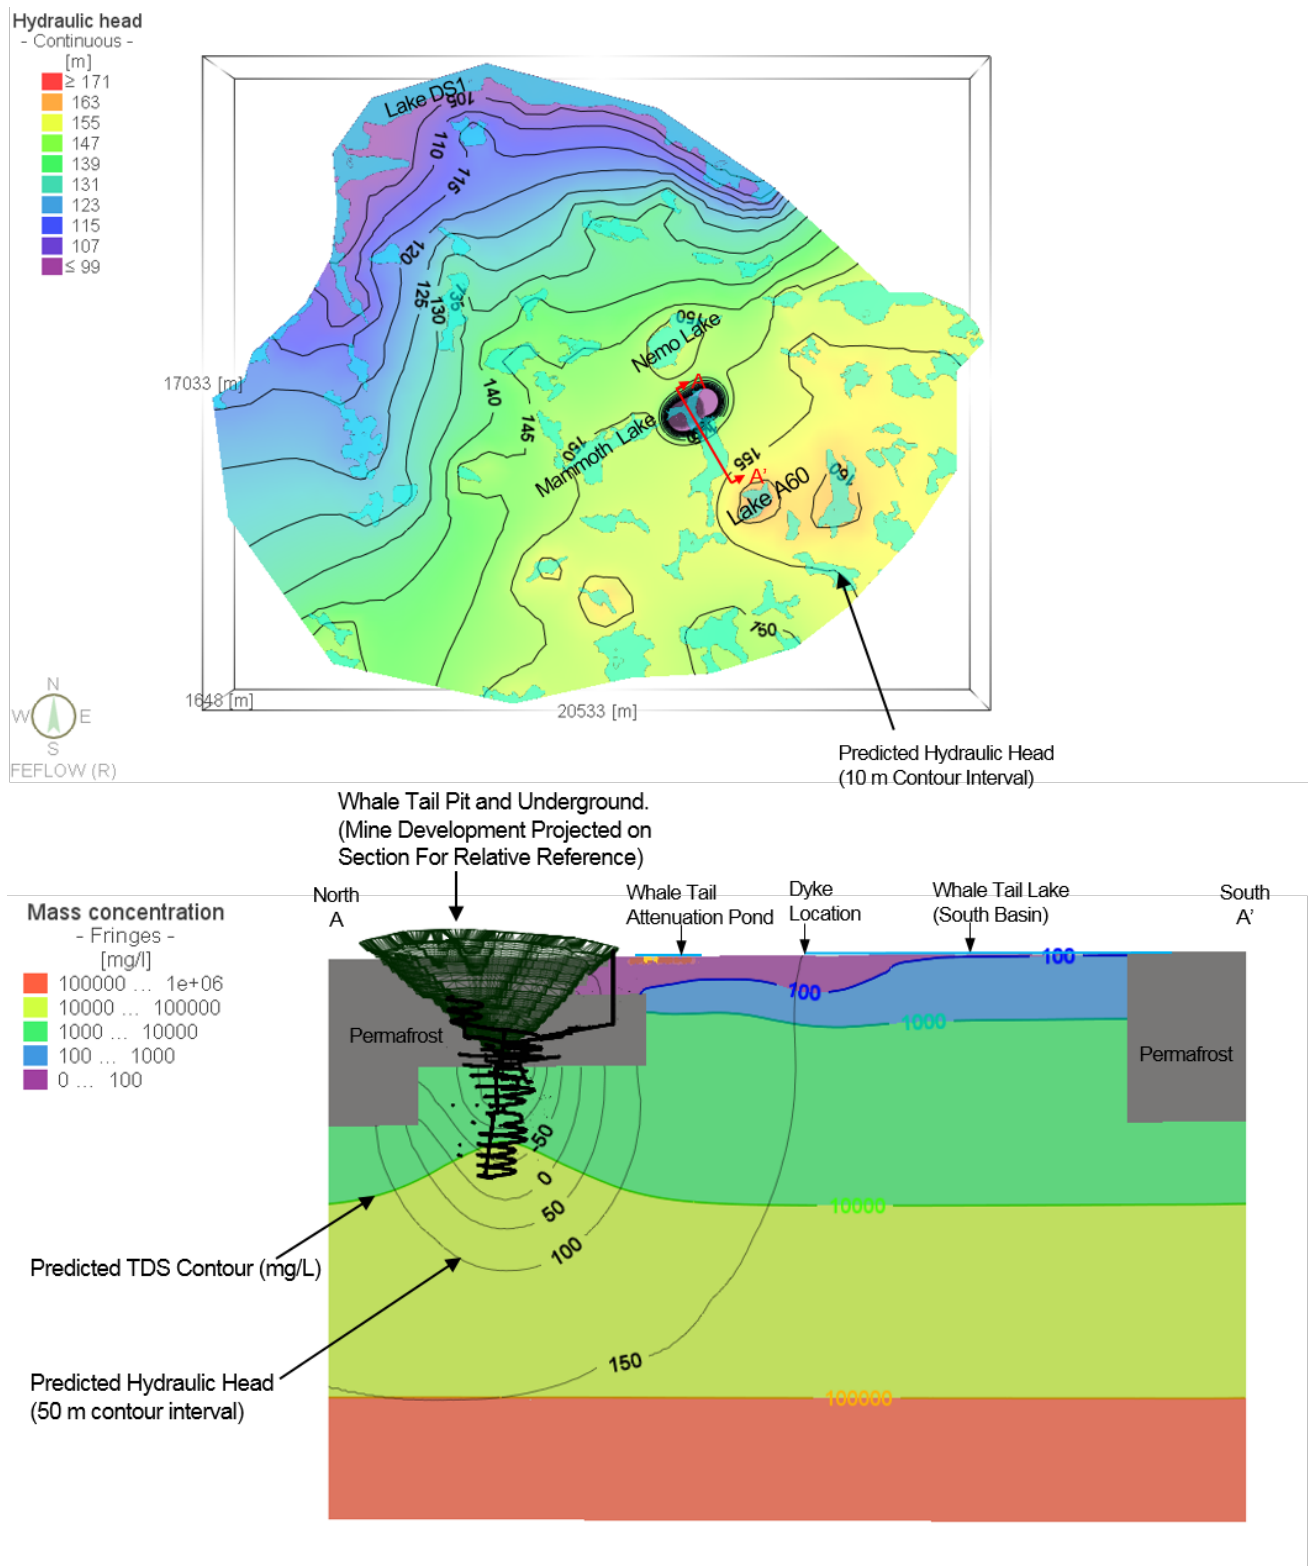 Hydraulic head
- Continuous -
[m]
≥ 171
163
155
147
139
131
123
115
107
≤ 99
Lake DS1
105
110
115
120
125
130
135
140
145
150
150
Nemo Lake
Mammoth Lake
A
A'
155
Lake A60
160
150
17033 [m]
1648 [m]
20533 [m]
N
W E
S
FEFLOW (R)
Predicted Hydraulic Head
(10 m Contour Interval)
Whale Tail Pit and Underground.
(Mine Development Projected on
Section For Relative Reference)
North
A
Whale Tail
Attenuation Pond
Dyke
Location
Whale Tail Lake
(South Basin)
South
A'
Mass concentration
- Fringes -
[mg/l]
100000 ... 1e+06
10000 ... 100000
1000 ... 10000
100 ... 1000
0 ... 100
100
100
1000
Permafrost
Permafrost
-50
0
50
100
150
10000
100000
Predicted TDS Contour (mg/L)
Predicted Hydraulic Head
(50 m contour interval)